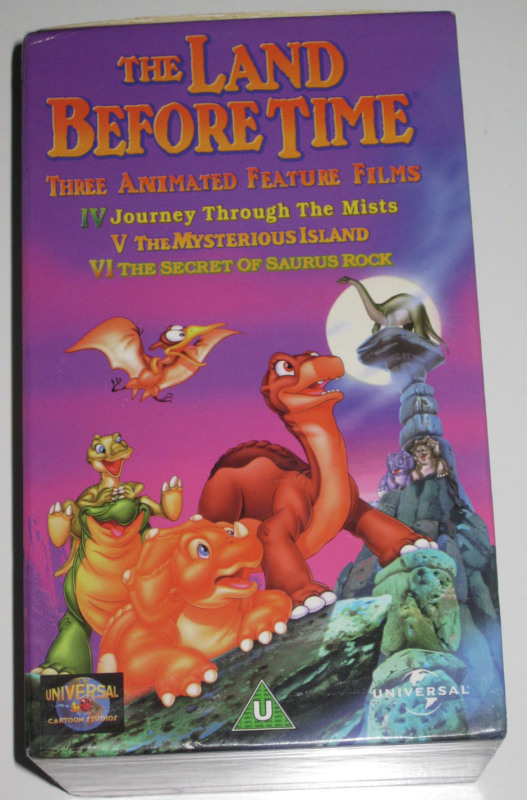 THE LAND
BEFORE TIME
THREE ANIMATED FEATURE FILMS
IV Journey Through The Mists
V THE MYSTERIOUS ISLAND
VI THE SECRET OF SAURUS ROCK
UNIVERSAL
CARTOON STUDIOS
U
UNIVERSAL